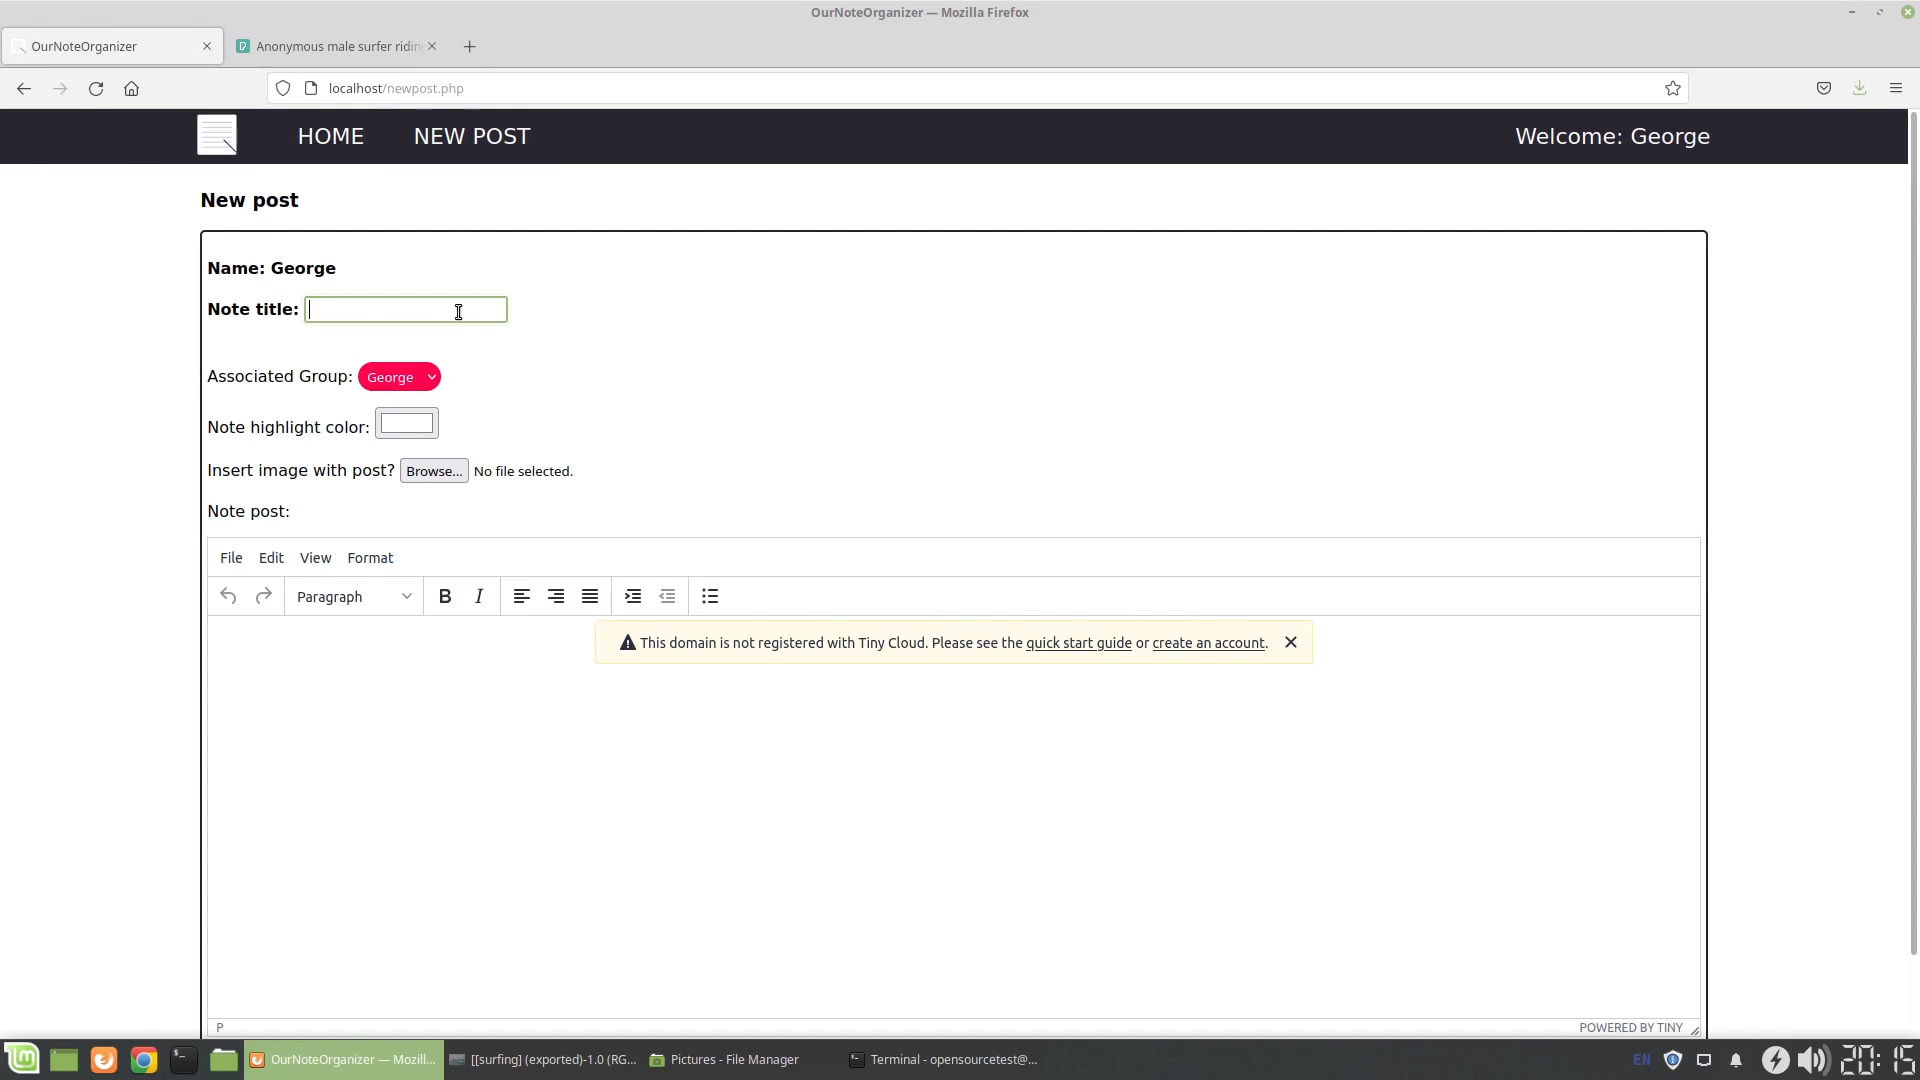 OurNoteOrganizer — Mozilla Firefox
OurNoteOrganizer
Anonymous male surfer ridin
localhost/newpost.php
HOME
NEW POST
Welcome: George
New post
Name: George
Note title:
Associated Group: George
Note highlight color:
Insert image with post? Browse... No file selected.
Note post:
File Edit View Format
Paragraph B I
This domain is not registered with Tiny Cloud. Please see the quick start guide or create an account.
P
POWERED BY TINY
OurNoteOrganizer — Mozill...
[[surfing] (exported)-1.0 (RG...
Pictures - File Manager
Terminal - opensourcetest@...
EN
20:15